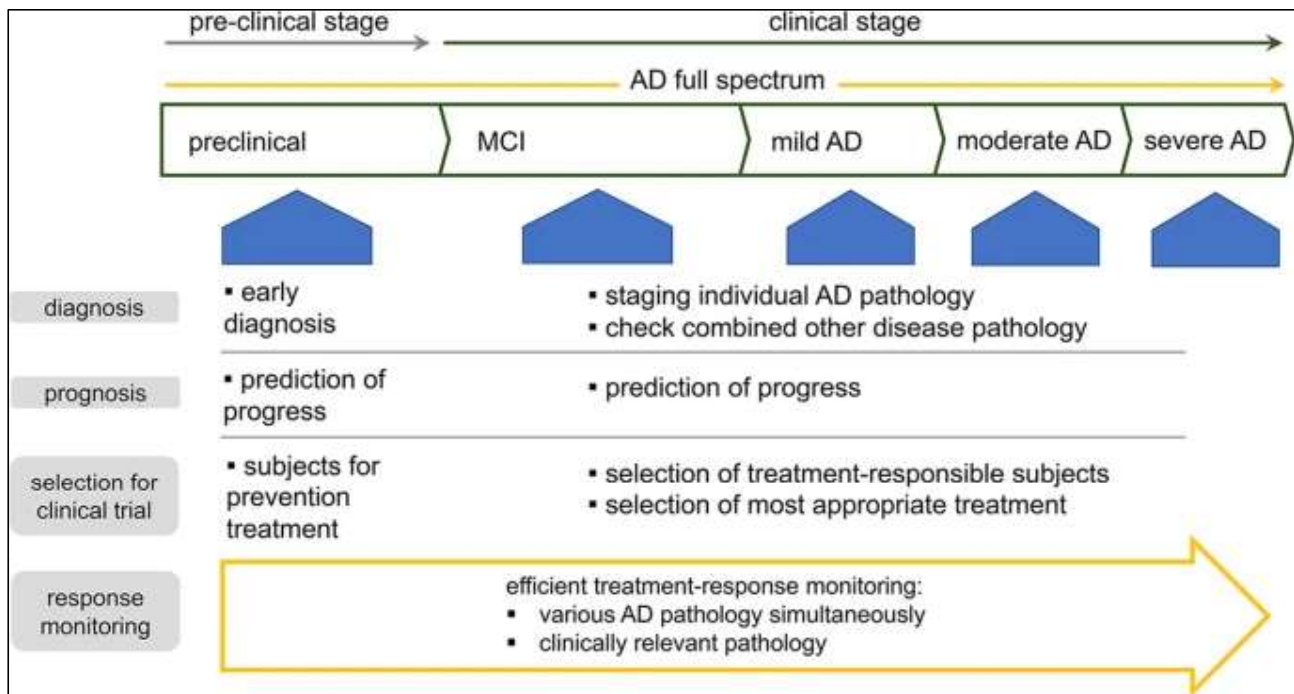 pre-clinical stage
clinical stage
AD full spectrum
preclinical
MCI
mild AD
moderate AD
severe AD
diagnosis
▪ early
diagnosis
▪ staging individual AD pathology
▪ check combined other disease pathology
prognosis
▪ prediction of
progress
▪ prediction of progress
selection for
clinical trial
▪ subjects for
prevention
treatment
▪ selection of treatment-responsible subjects
▪ selection of most appropriate treatment
response
monitoring
efficient treatment-response monitoring:
▪ various AD pathology simultaneously
▪ clinically relevant pathology